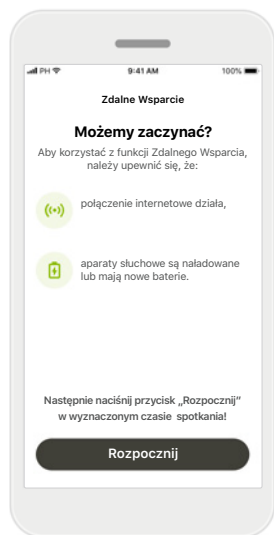 PH 9:41 AM 100%
Zdalne Wsparcie
Możemy zaczynać?
Aby korzystać z funkcji Zdalnego Wsparcia,
należy upewnić się, że:
połączenie internetowe działa,
aparaty słuchowe są naładowane
lub mają nowe baterie.
Następnie naciśnij przycisk „Rozpocznij”
w wyznaczonym czasie spotkania!
Rozpocznij